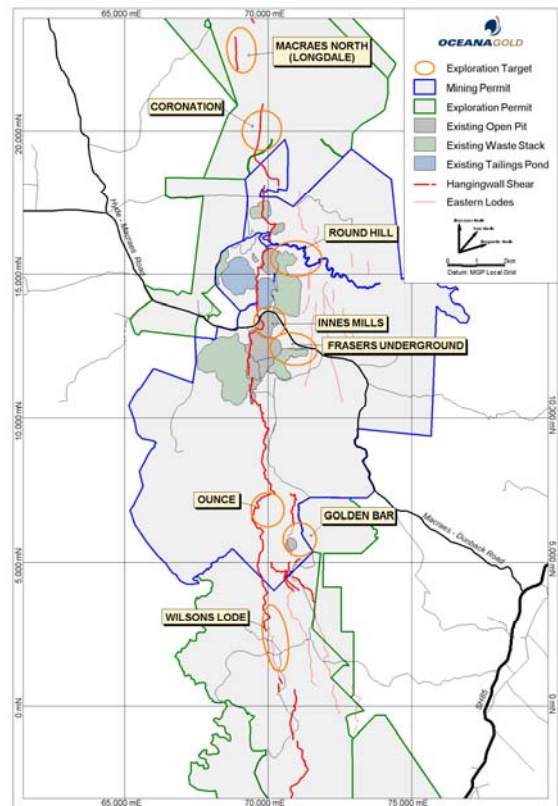 65,000 mE
70,000 mE
OCEANAGOLD
Exploration Target
Mining Permit
Exploration Permit
Existing Open Pit
Existing Waste Stack
Existing Tailings Pond
Hangingwall Shear
Eastern Lodes
Datum: MGP Local Grid
MACRAES NORTH
(LONGDALE)
CORONATION
20,000 mN
Hyde - Macraes Road
ROUND HILL
15,000 mN
INNES MILLS
FRASERS UNDERGROUND
10,000 mN
10,000 mN
OUNCE
GOLDEN BAR
Macraes - Dunback Road
5,000 mN
5,000 mN
WILSONS LODE
SH85
0 mN
0 mN
65,000 mE
70,000 mE
75,000 mE